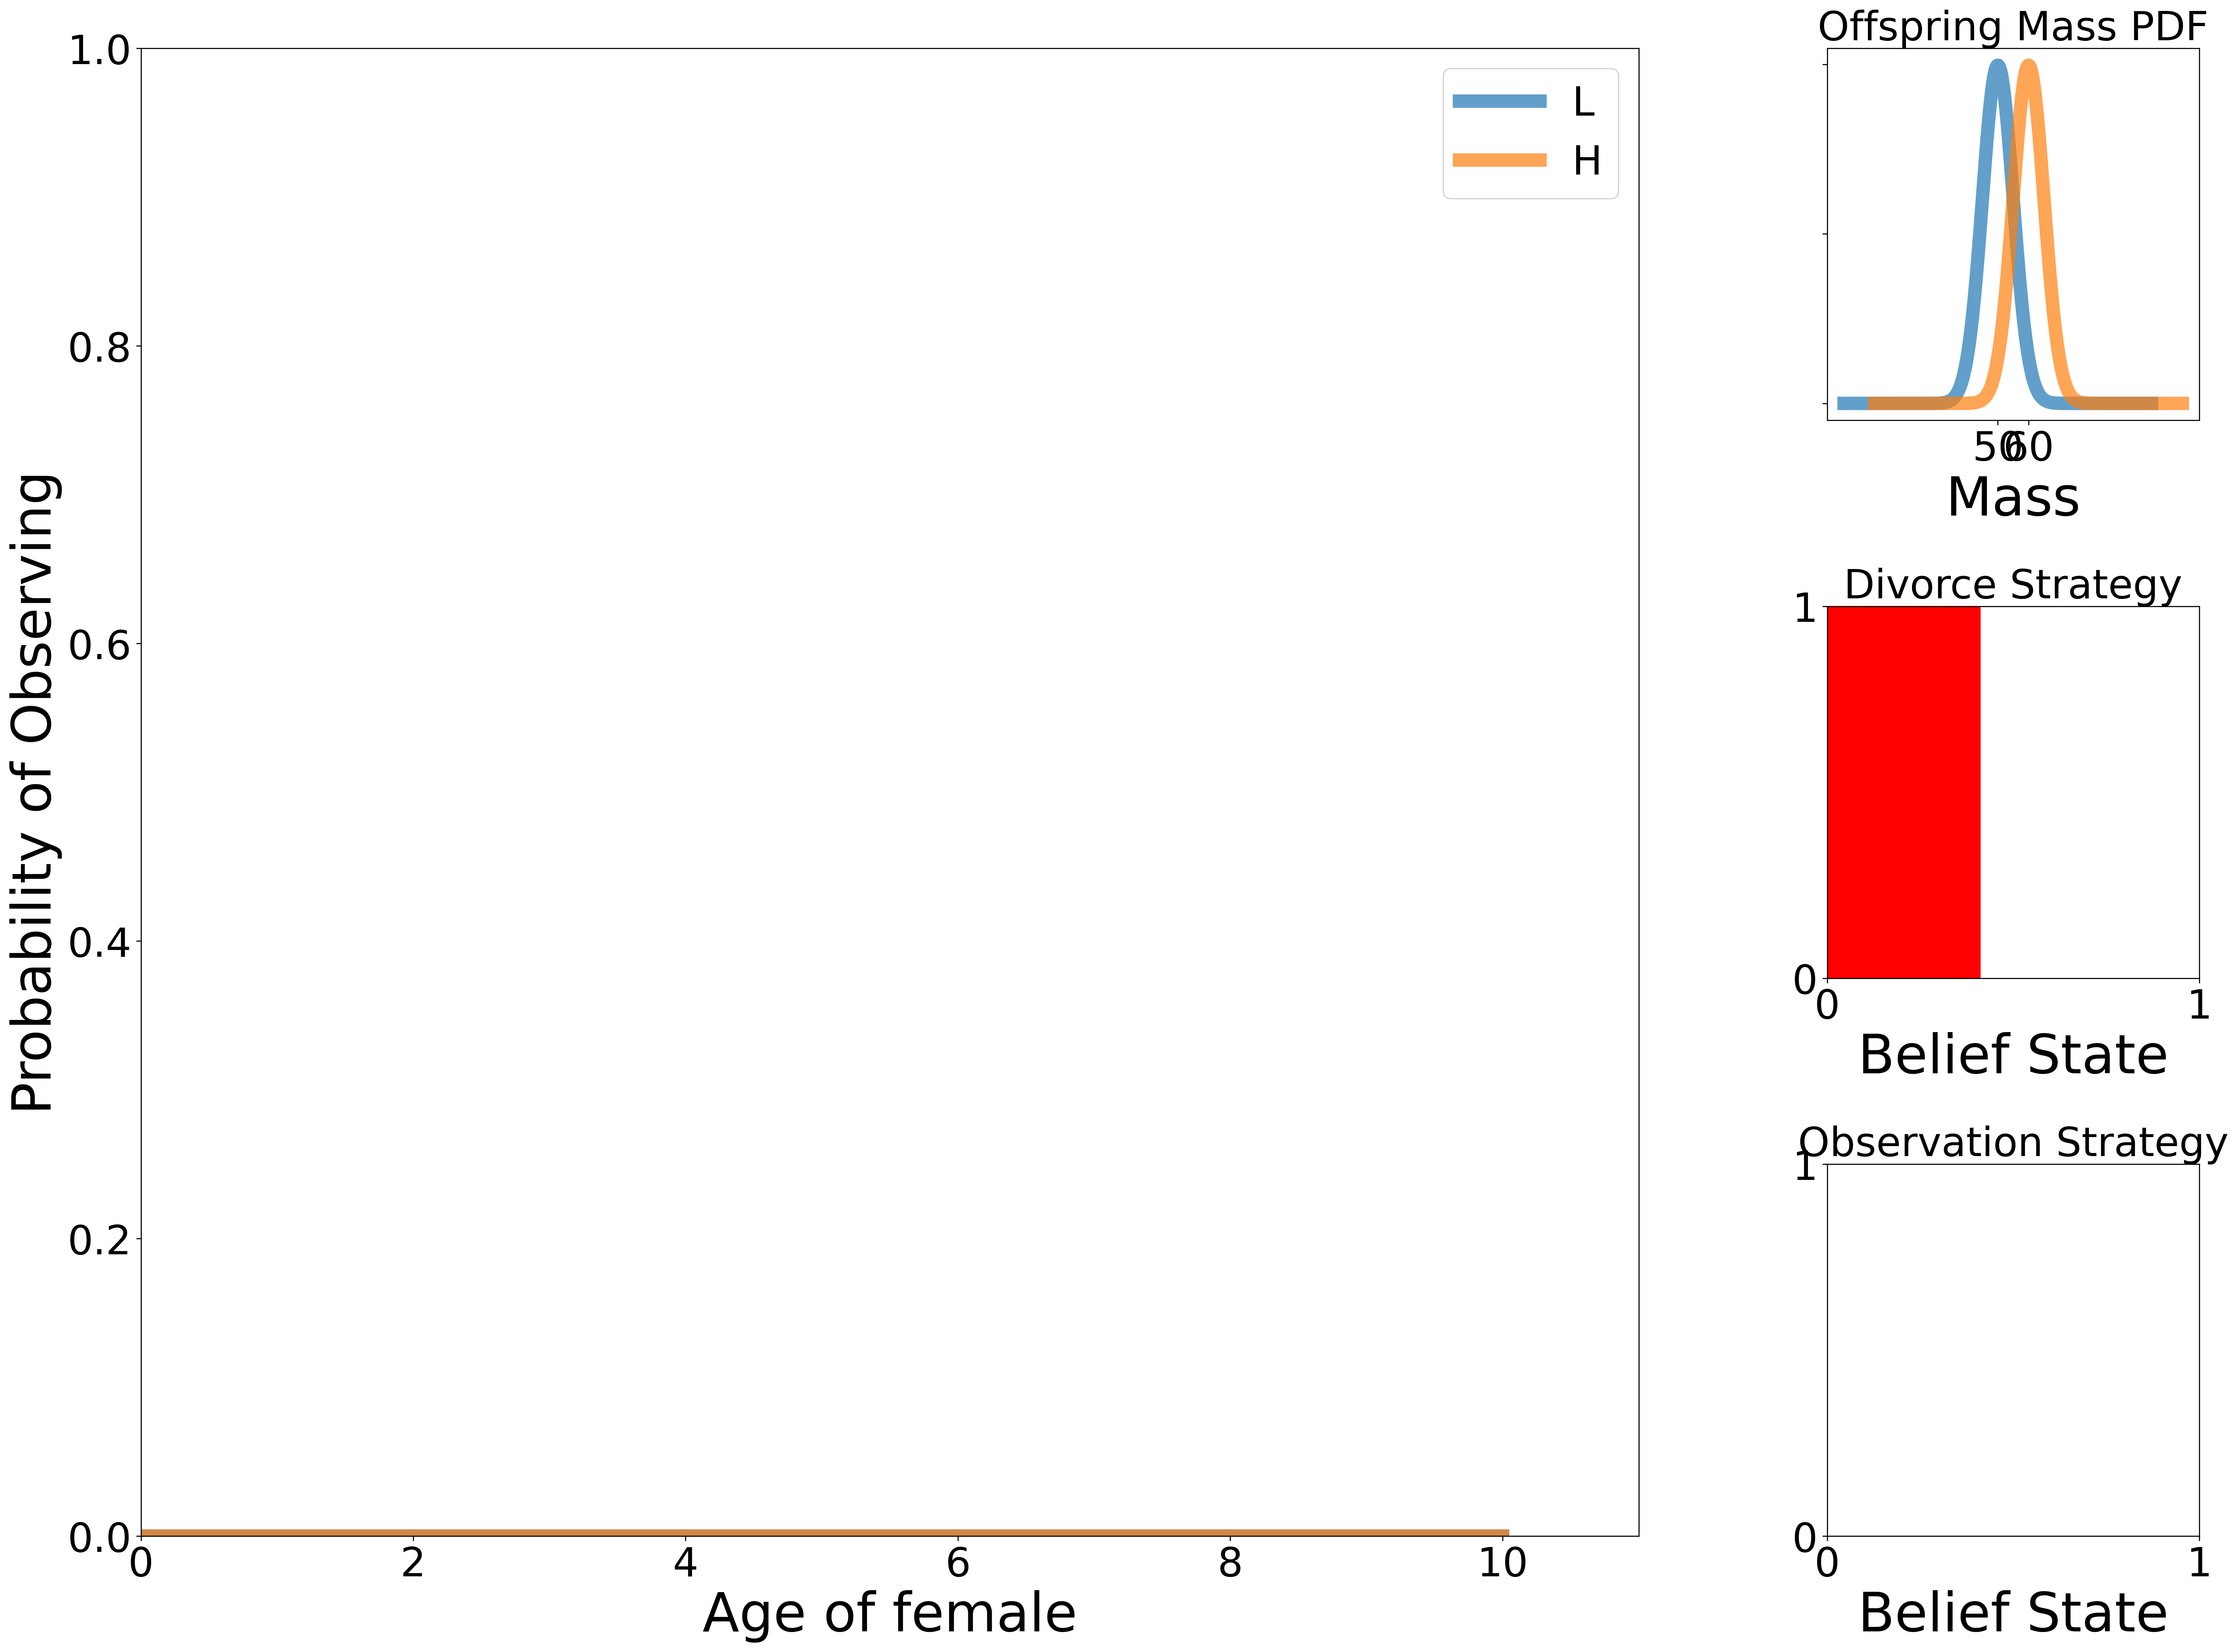 Probability of Observing
1.0
0.8
0.6
0.4
0.2
0.0
0 2 4 6 8 10
Age of female
L
H
Offspring Mass PDF
50 60
Mass
Divorce Strategy
1
0
0 1
Belief State
Observation Strategy
1
0
0 1
Belief State